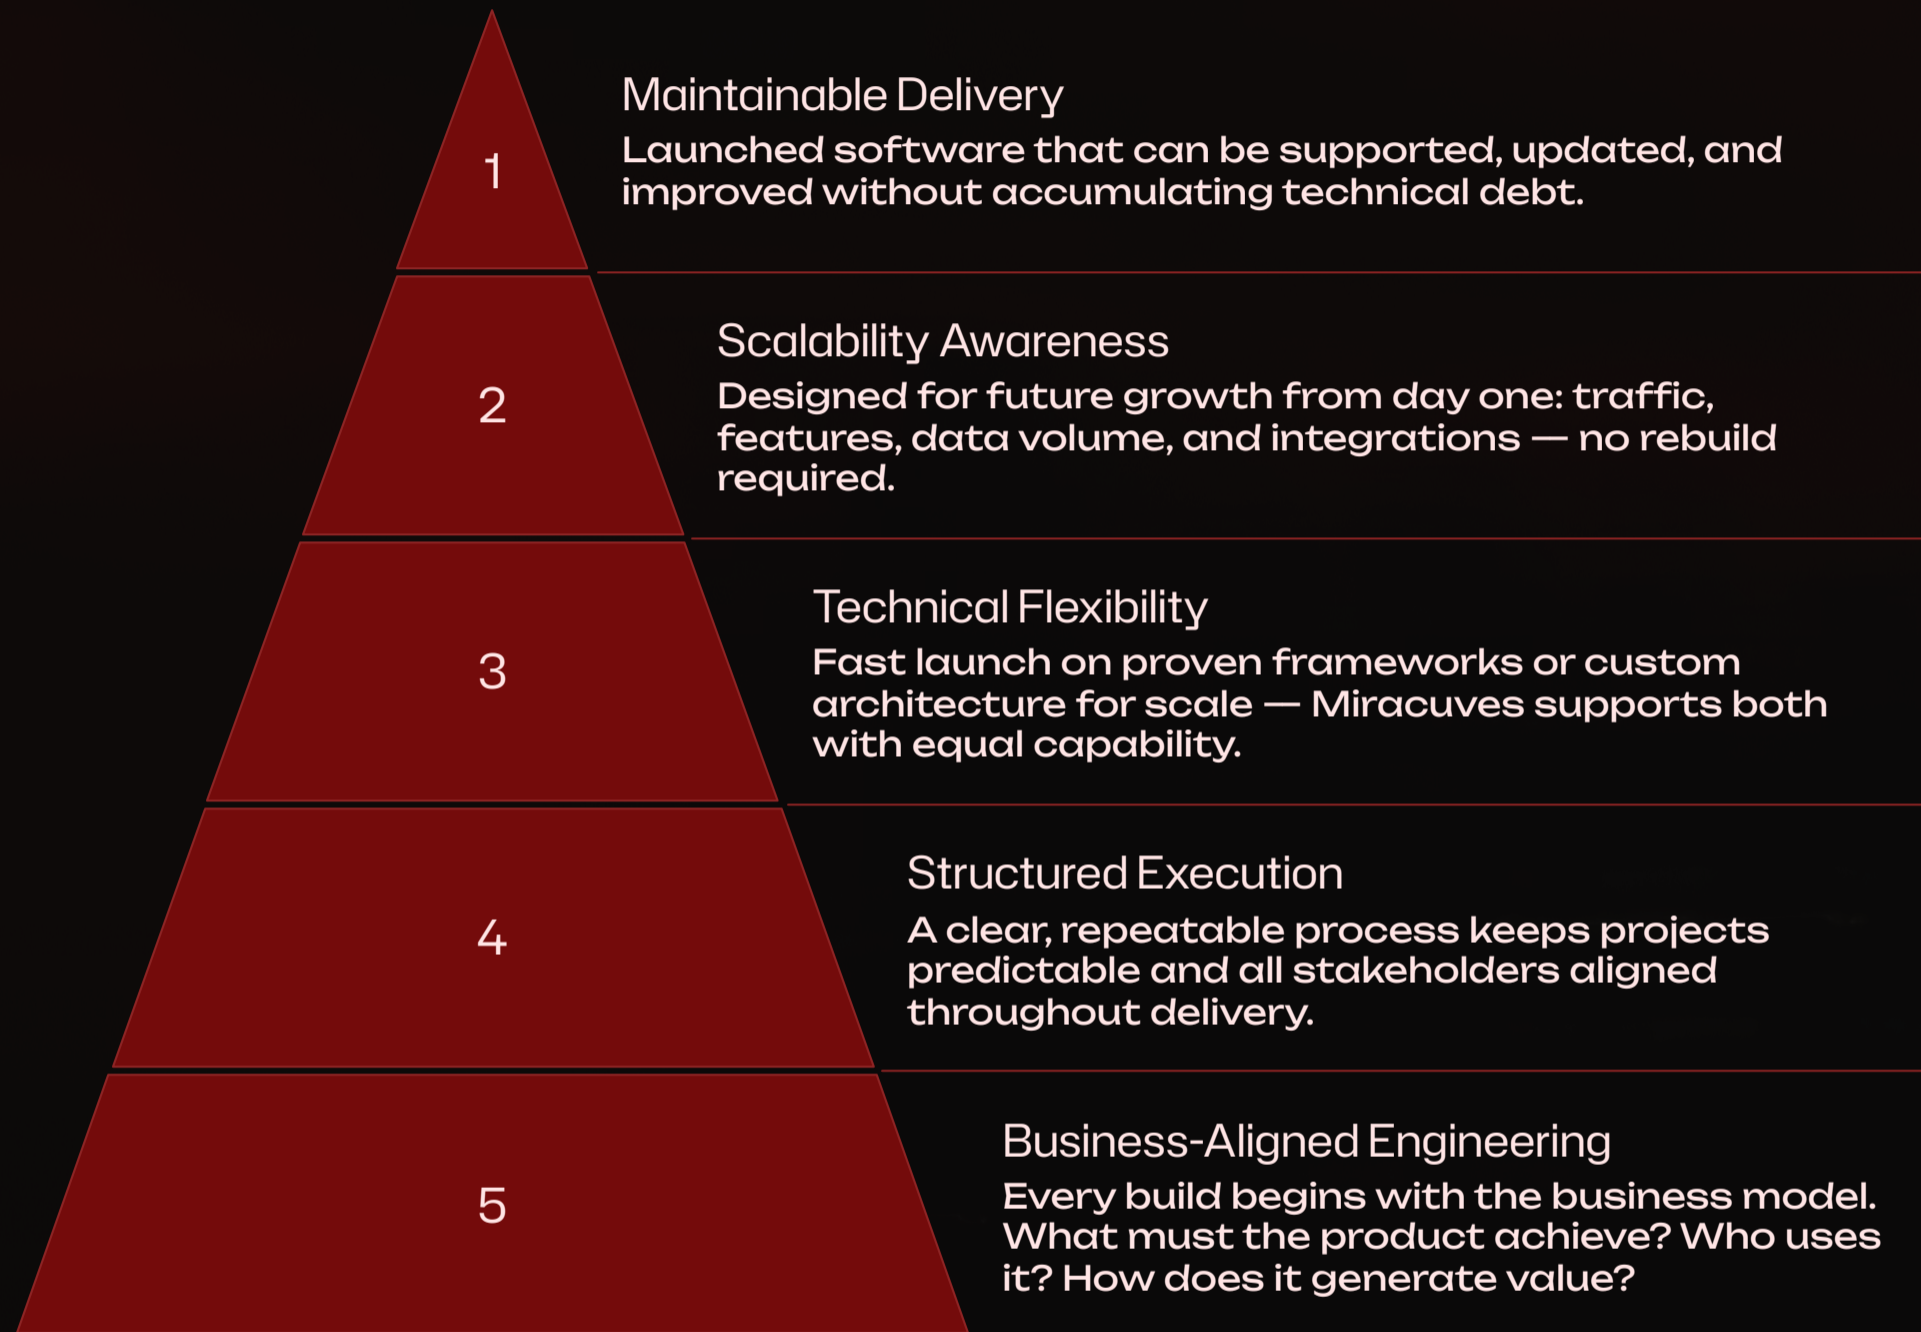 1
Maintainable Delivery
Launched software that can be supported, updated, and
improved without accumulating technical debt.
2
Scalability Awareness
Designed for future growth from day one: traffic,
features, data volume, and integrations — no rebuild
required.
3
Technical Flexibility
Fast launch on proven frameworks or custom
architecture for scale — Miracuves supports both
with equal capability.
4
Structured Execution
A clear, repeatable process keeps projects
predictable and all stakeholders aligned
throughout delivery.
5
Business-Aligned Engineering
Every build begins with the business model.
What must the product achieve? Who uses
it? How does it generate value?